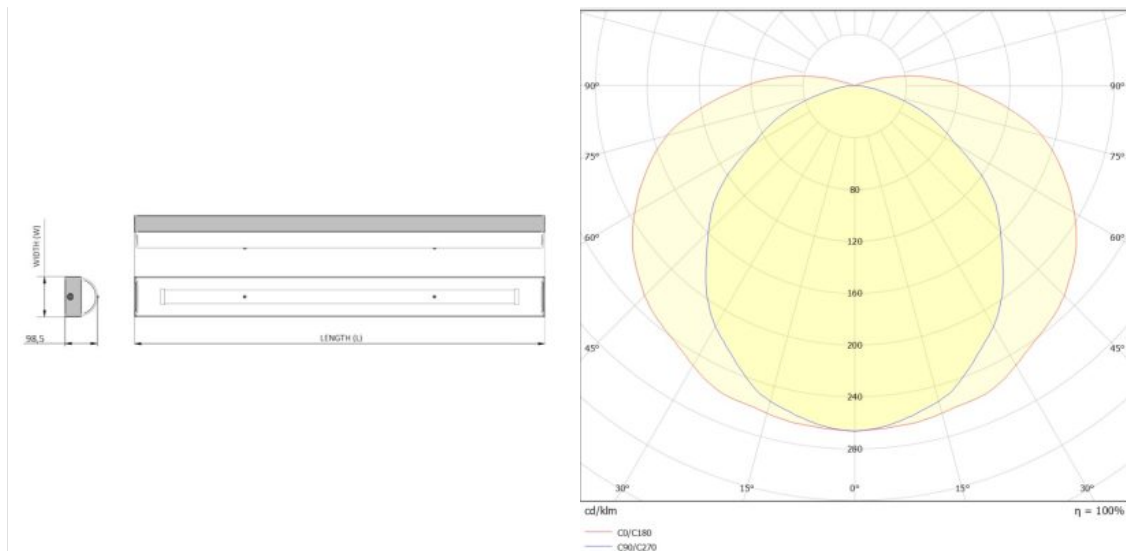 WIDTH (W)
98,5
LENGTH (L)
90° 90°
75° 75°
80
120
60° 60°
160
200
45° 45°
240
280
30° 15° 0° 15° 30°
cd/klm η = 100%
C0/C180
C90/C270